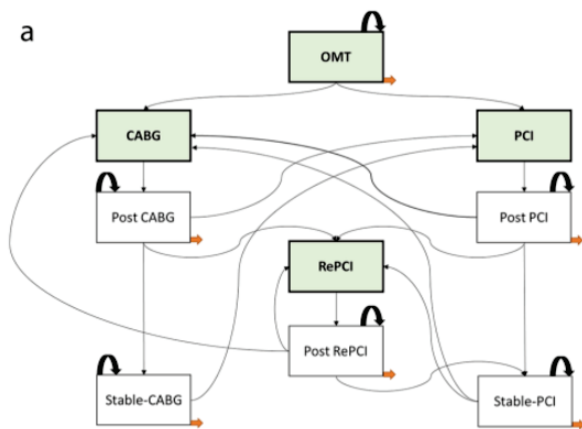 a
OMT
CABG
PCI
Post CABG
Post PCI
RePCI
Post RePCI
Stable-CABG
Stable-PCI